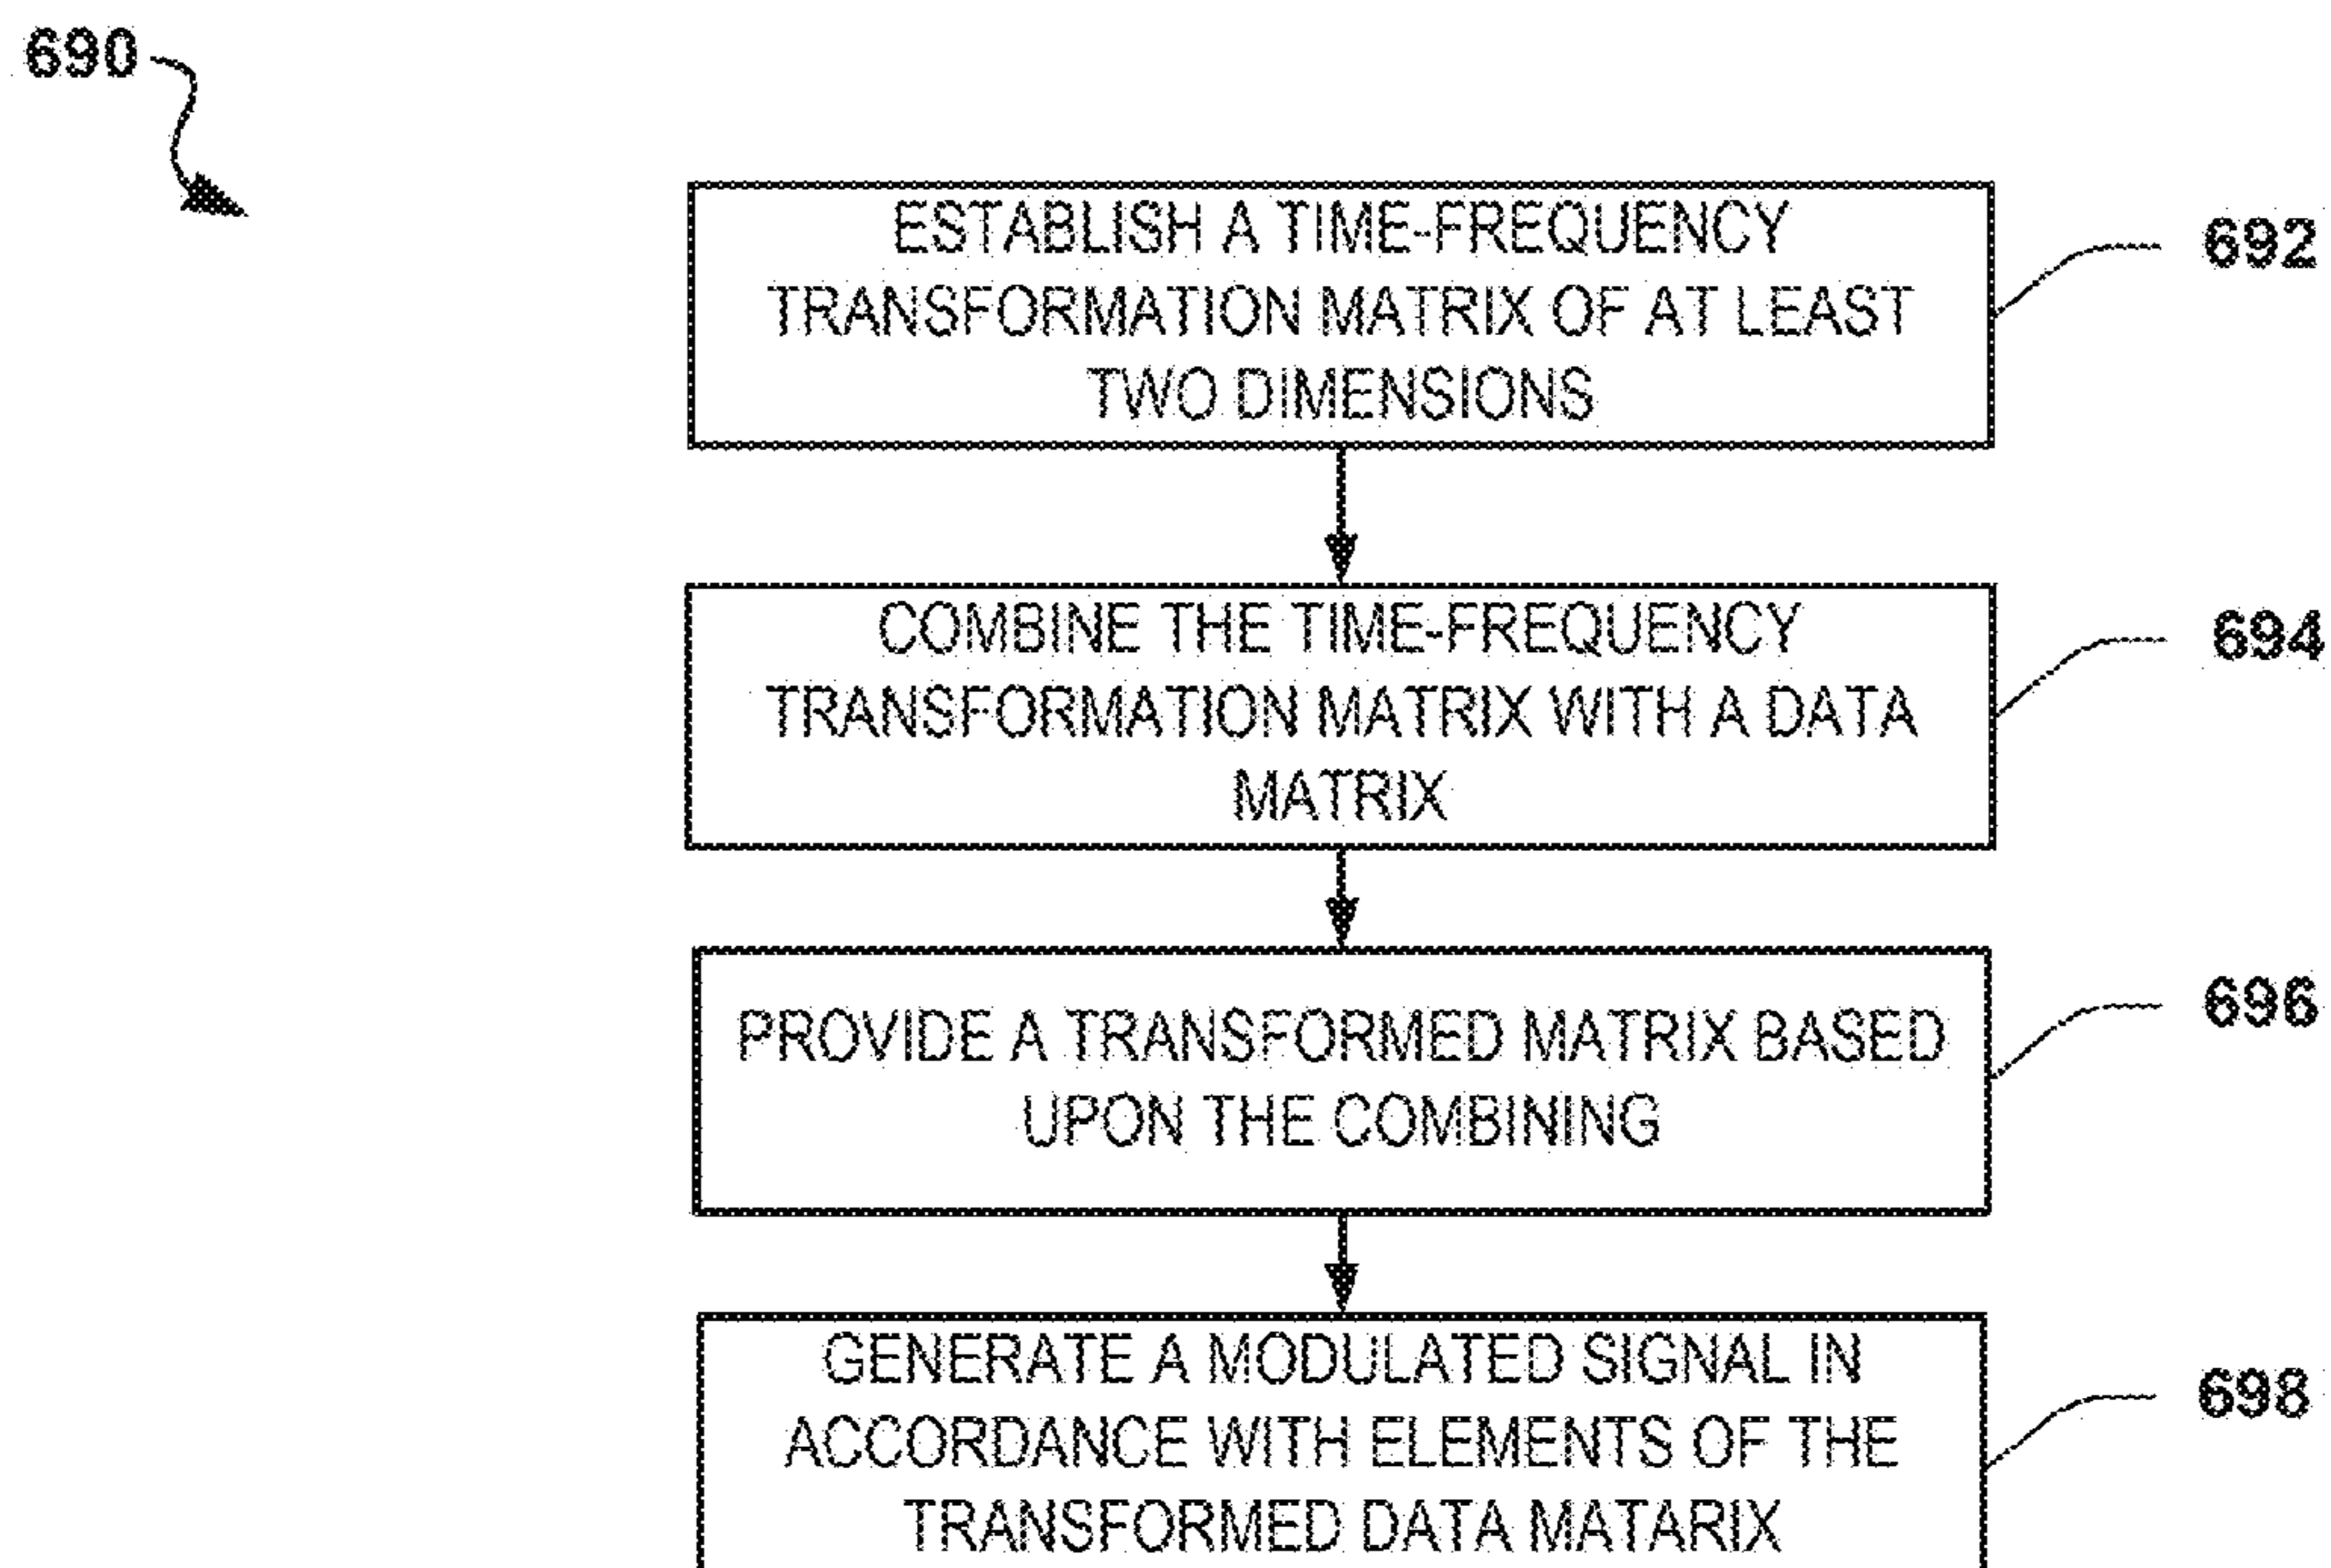 690
ESTABLISH A TIME-FREQUENCY
TRANSFORMATION MATRIX OF AT LEAST
TWO DIMENSIONS
692
COMBINE THE TIME-FREQUENCY
TRANSFORMATION MATRIX WITH A DATA
MATRIX
694
PROVIDE A TRANSFORMED MATRIX BASED
UPON THE COMBINING
696
GENERATE A MODULATED SIGNAL IN
ACCORDANCE WITH ELEMENTS OF THE
TRANSFORMED DATA MATARIX
698